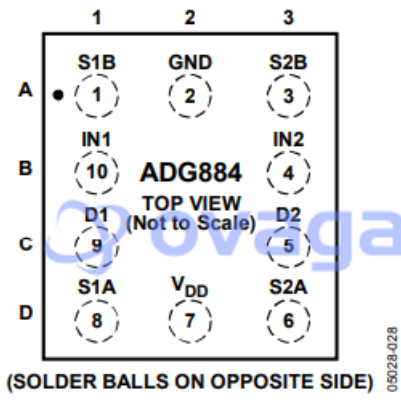 1 2 3
S1B GND S2B
A 1 2 3
IN1 IN2
B 10 ADG884 4
TOP VIEW
D1 (Not to Scale) D2
ovaga
C 9 5
S1A VDD S2A
D 8 7 6
(SOLDER BALLS ON OPPOSITE SIDE)
05028-028